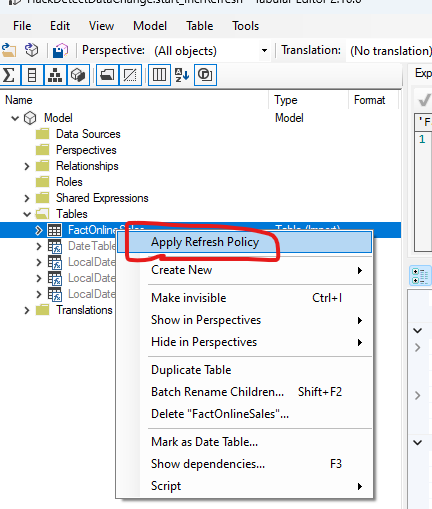 File Edit View Model Tools Help
Perspective: (All objects) Translation: (No translation)
Name Type Format
Model Model
Data Sources
Perspectives
Relationships
Roles
Shared Expressions
Tables
FactOnlineSales Table (Import)
Apply Refresh Policy
DateTable
LocalDate
LocalDate
LocalDate
Translations
Create New
Make invisible Ctrl+I
Show in Perspectives
Hide in Perspectives
Duplicate Table
Batch Rename Children... Shift+F2
Delete "FactOnlineSales"...
Mark as Date Table...
Show dependencies... F3
Script
Exp
'F
1